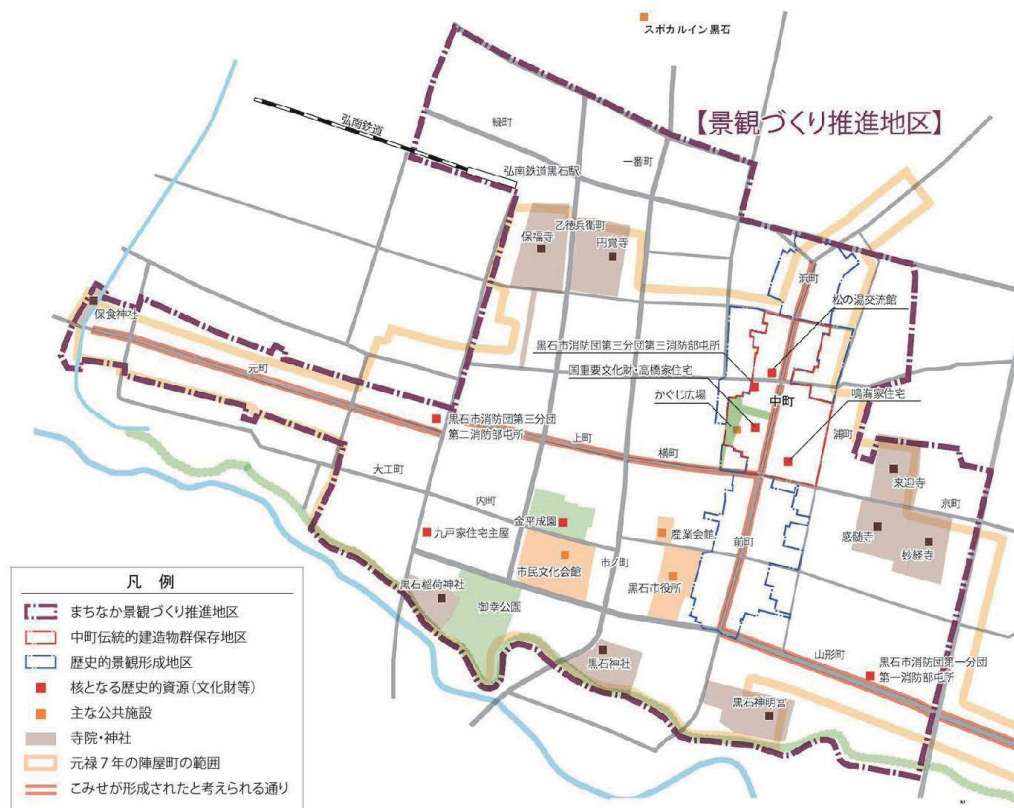 スポカルイン黒石
【景観づくり推進地区】
弘南鉄道
緑町
一番町
弘南鉄道黒石駅
乙徳兵衛町
保福寺
円覚寺
浜町
松の湯交流館
保食神社
黒石市消防団第三分団第三消防部屯所
国重要文化財・高橋家住宅
かぐじ広場
中町
鳴海家住宅
元町
黒石市消防団第三分団
第二消防部屯所
上町
横町
浦町
大工町
内町
来迎寺
京町
金平成園
九戸家住宅主屋
産業会館
前町
感随寺
妙経寺
市民文化会館
市ノ町
黒石市役所
黒石稲荷神社
御幸公園
黒石神社
山形町
黒石市消防団第一分団
第一消防部屯所
黒石神明宮
凡 例
まちなか景観づくり推進地区
中町伝統的建造物群保存地区
歴史的景観形成地区
核となる歴史的資源(文化財等)
主な公共施設
寺院・神社
元禄7年の陣屋町の範囲
こみせが形成されたと考えられる通り
N